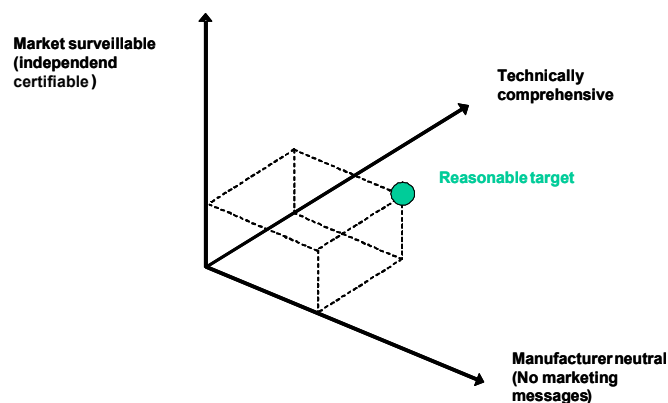 Market surveillable
(independend
certifiable )
Technically
comprehensive
Reasonable target
Manufacturer neutral
(No marketing
messages)